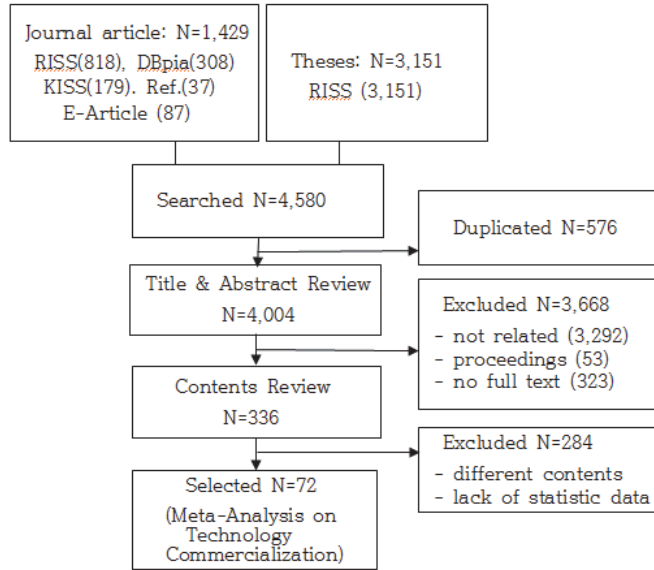 Journal article: N=1,429
RISS(818), DBpia(308)
KISS(179). Ref.(37)
E-Article (87)
Theses: N=3,151
RISS (3,151)
Searched N=4,580
Duplicated N=576
Title & Abstract Review
N=4,004
Excluded N=3,668
- not related (3,292)
- proceedings (53)
- no full text (323)
Contents Review
N=336
Excluded N=284
- different contents
- lack of statistic data
Selected N=72
(Meta-Analysis on
Technology
Commercialization)